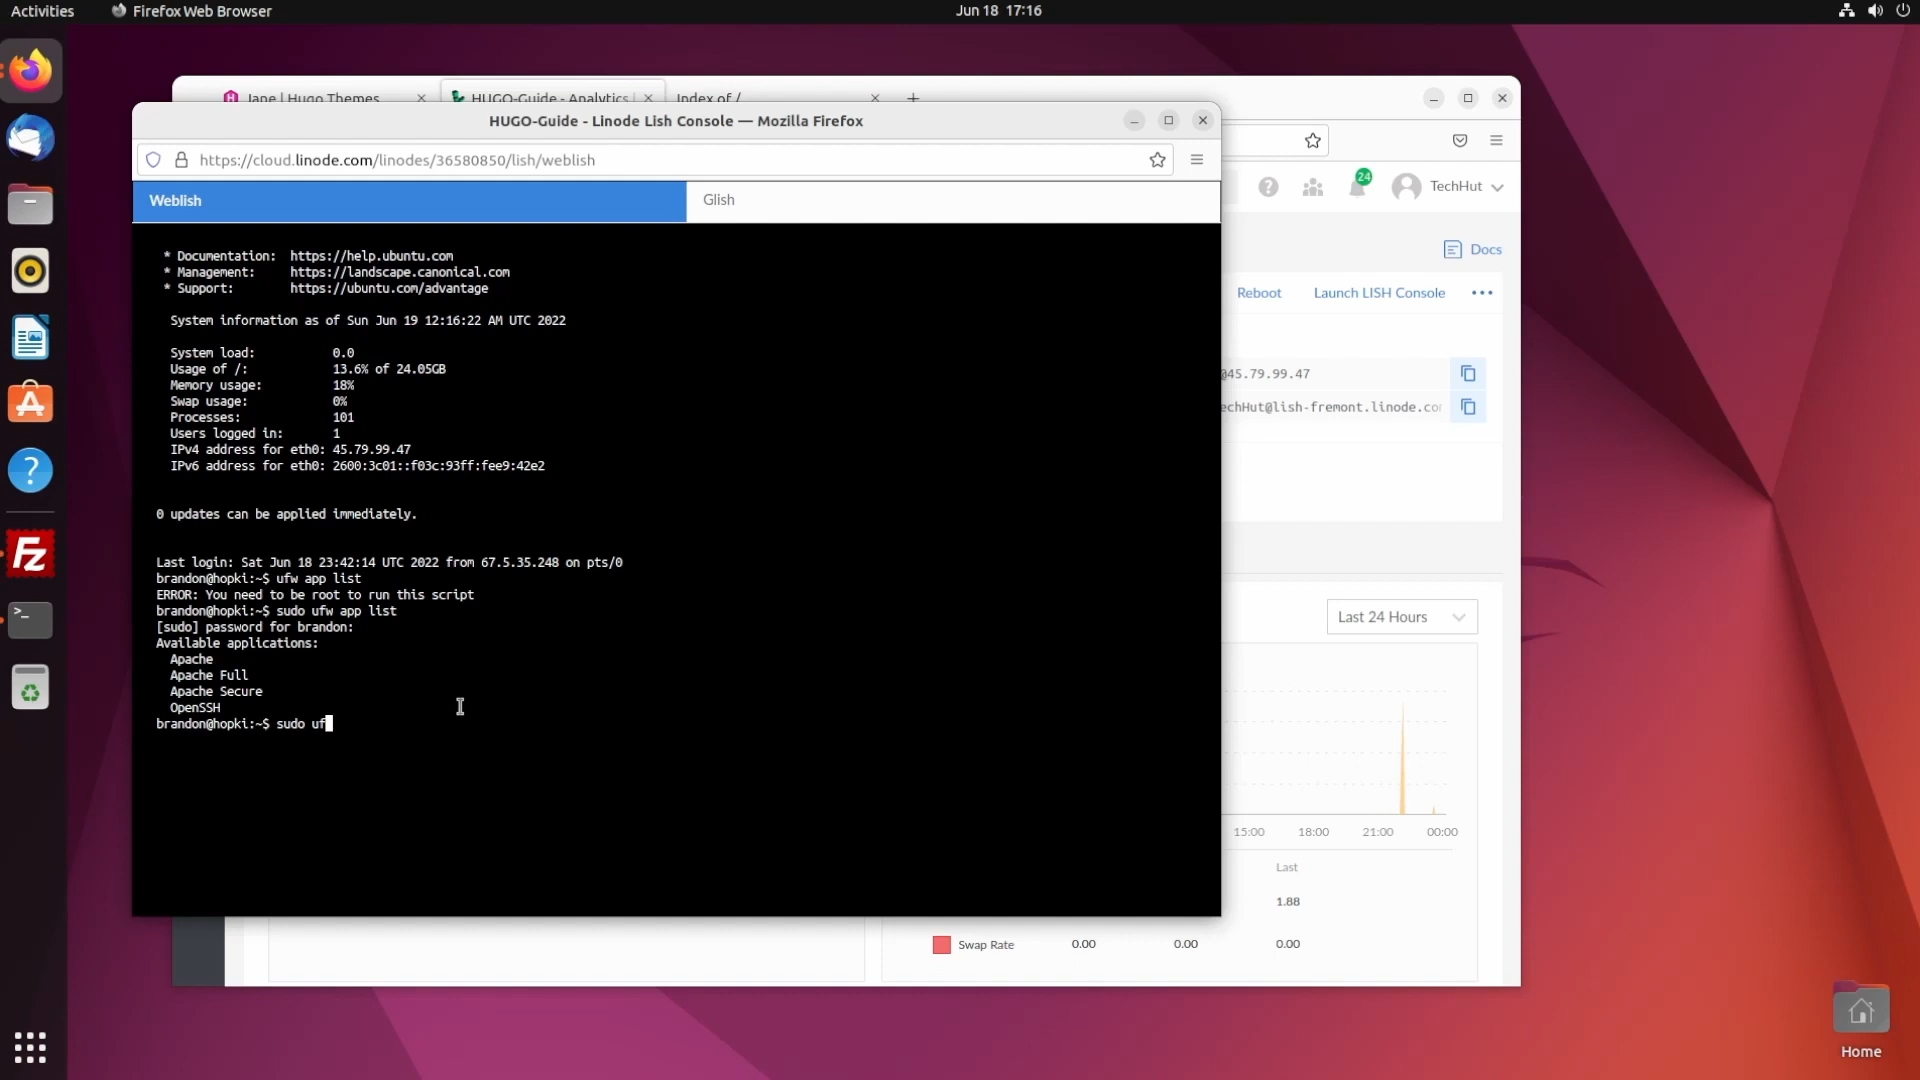 Activities
Firefox Web Browser
Jun 18 17:16
Jane | Hugo Themes
HUGO-Guide - Analytics |
Index of /
HUGO-Guide - Linode Lish Console — Mozilla Firefox
https://cloud.linode.com/linodes/36580850/lish/weblish
24
TechHut
Weblish
Glish
Docs
Reboot
Launch LISH Console
@45.79.99.47
echHut@lish-fremont.linode.co
* Documentation: https://help.ubuntu.com
* Management: https://landscape.canonical.com
* Support: https://ubuntu.com/advantage
System information as of Sun Jun 19 12:16:22 AM UTC 2022
System load: 0.0
Usage of /: 13.6% of 24.05GB
Memory usage: 18%
Swap usage: 0%
Processes: 101
Users logged in: 1
IPv4 address for eth0: 45.79.99.47
IPv6 address for eth0: 2600:3c01::f03c:93ff:fee9:42e2
0 updates can be applied immediately.
Last login: Sat Jun 18 23:42:14 UTC 2022 from 67.5.35.248 on pts/0
brandon@hopki:~$ ufw app list
ERROR: You need to be root to run this script
brandon@hopki:~$ sudo ufw app list
[sudo] password for brandon:
Available applications:
Apache
Apache Full
Apache Secure
OpenSSH
brandon@hopki:~$ sudo uf
Last 24 Hours
15:00 18:00 21:00 00:00
Last
1.88
Swap Rate 0.00 0.00 0.00
Home